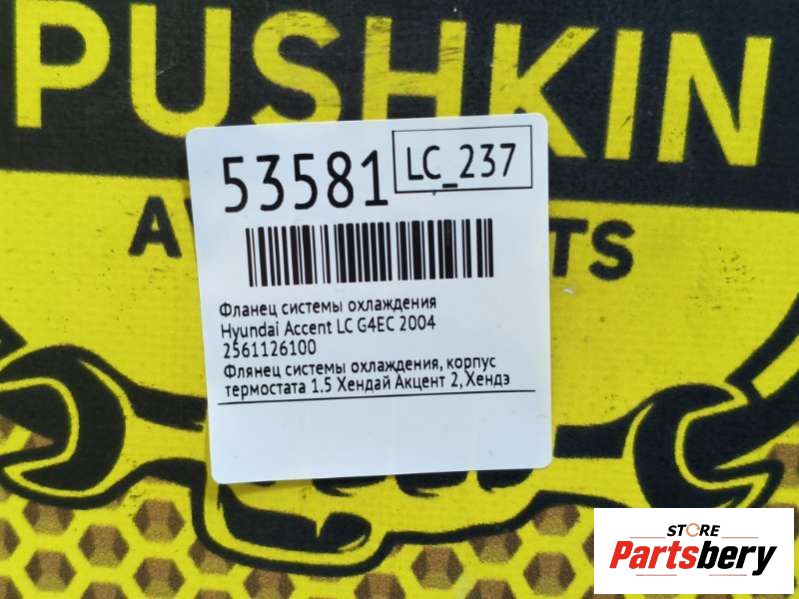 PUSHKIN
TS
53581
LC_237
Фланец системы охлаждения
Hyundai Accent LC G4EC 2004
2561126100
Флянец системы охлаждения, корпус
термостата 1.5 Хендай Акцент 2, Хендэ
STORE
Partsbery